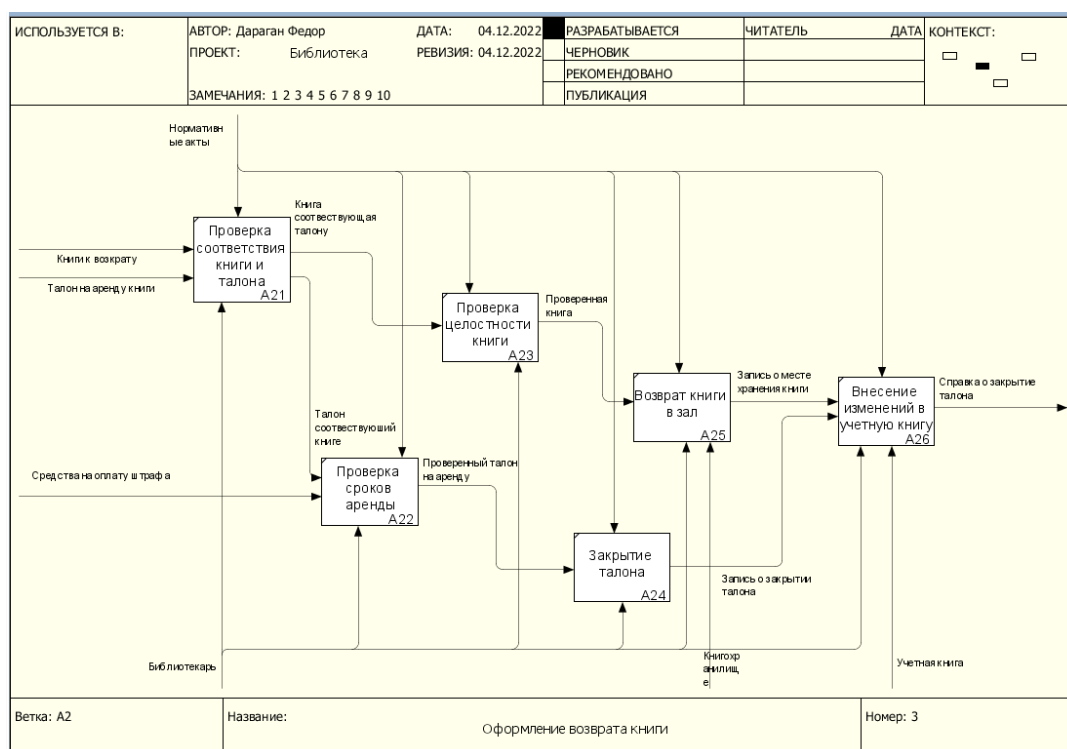 ИСПОЛЬЗУЕТСЯ В:
АВТОР: Дараган Федор
ДАТА: 04.12.2022
ПРОЕКТ: Библиотека
РЕВИЗИЯ: 04.12.2022
ЗАМЕЧАНИЯ: 1 2 3 4 5 6 7 8 9 10
РАЗРАБАТЫВАЕТСЯ
ЧЕРНОВИК
РЕКОМЕНДОВАНО
ПУБЛИКАЦИЯ
ЧИТАТЕЛЬ
ДАТА
КОНТЕКСТ:
Нормативн
ые акты
Книги к возкрату
Талон на аренду книги
Проверка
соответствия
книги и
талона
A21
Книга
соотвествующая
талону
Проверка
целостности
книги
A23
Проверенная
книга
Возврат книги
в зал
A25
Запись о месте
хранения книги
Внесение
изменений в
учетную книгу
A26
Справка о закрытие
талона
Талон
соотвествуюший
книге
Средства на оплату штрафа
Проверка
сроков
аренды
A22
Проверенный талон
на аренду
Закрытие
талона
A24
Запись о закрытии
талона
Библиотекарь
Книгохр
анилищ
е
Учетная книга
Ветка: A2
Название:
Оформление возврата книги
Номер: 3